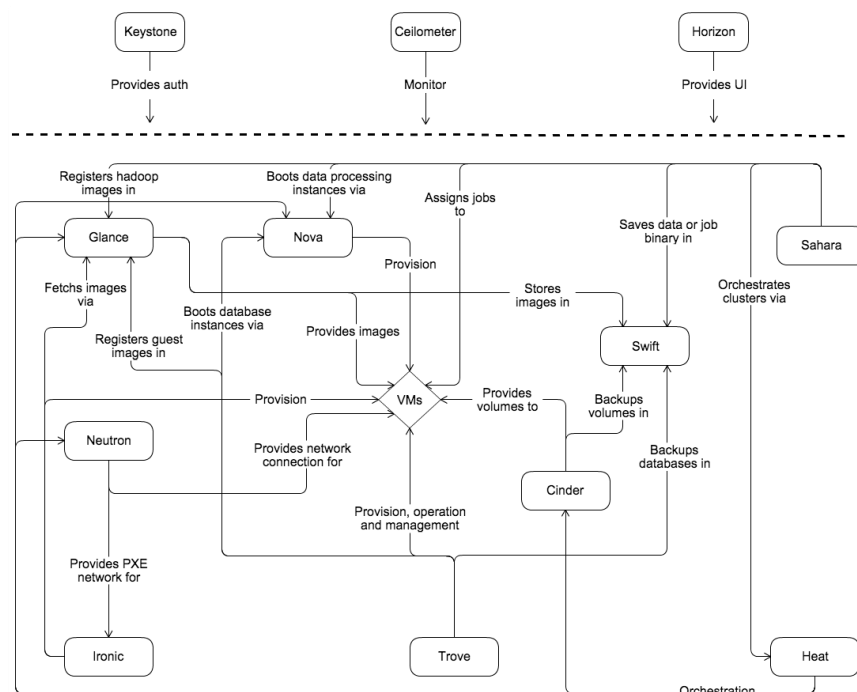 Keystone
Ceilometer
Horizon
Provides auth
Monitor
Provides UI
Registers hadoop
images in
Boots data processing
instances via
Assigns jobs
to
Saves data or job
binary in
Glance
Nova
Sahara
Fetchs images
via
Provision
Stores
images in
Orchestrates
clusters via
Boots database
instances via
Registers guest
images in
Provides images
Swift
Provision
VMs
Provides
volumes to
Backups
volumes in
Neutron
Provides network
connection for
Backups
databases in
Cinder
Provision, operation
and management
Provides PXE
network for
Ironic
Trove
Heat
Orchestration